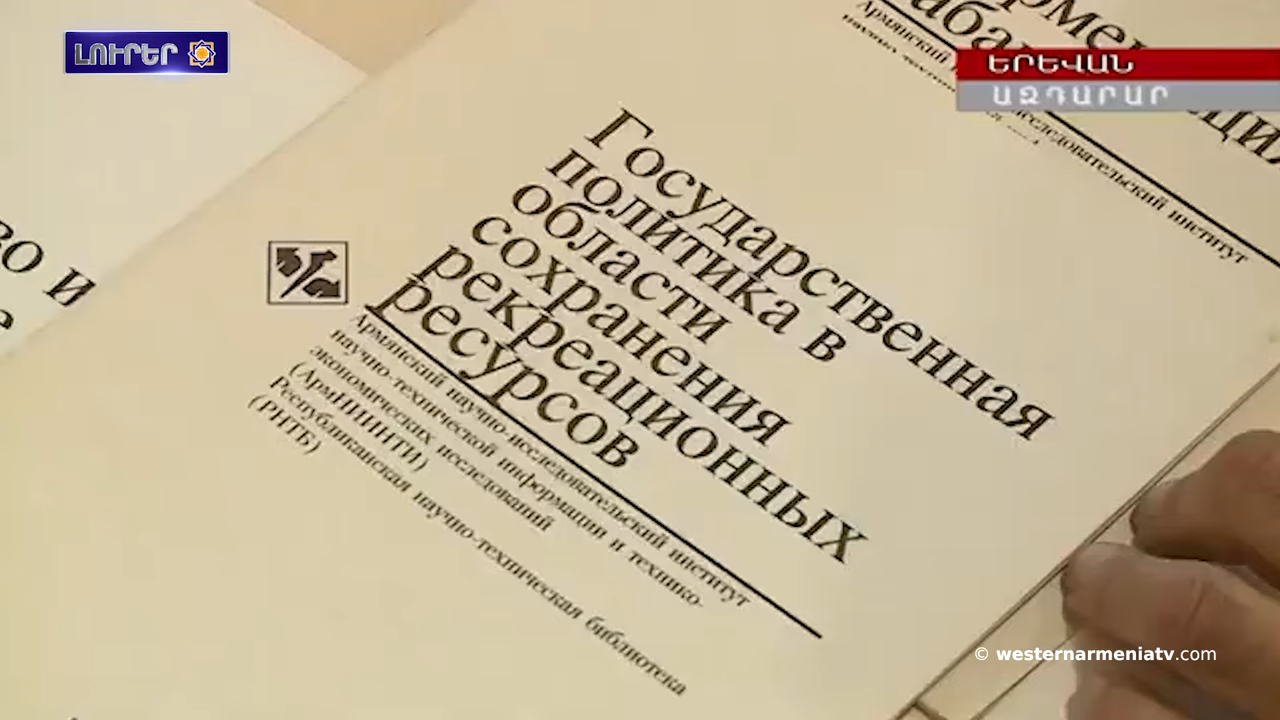 ԼՈՒՐԵՐ
ԵՐԵՎԱՆ
ԱԶԴԱՐԱՐ
Государственная
политика в
области
сохранения
рекреационных
ресурсов
Армянский научно-исследовательский институт
научно-технической информации и технико-
экономических исследований
(АрмНИИНТИ)
Республиканская научно-техническая библиотека
(РНТБ)
Армянский
исследовательский институт
во и
© westernarmeniatv.com